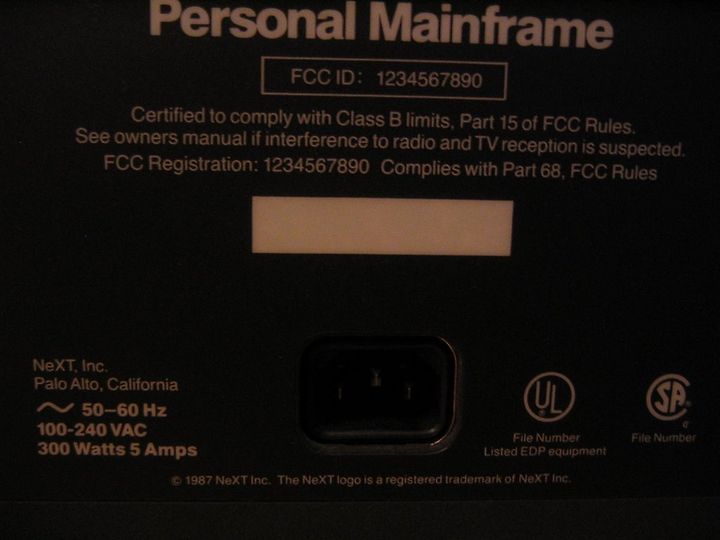 Personal Mainframe
FCC ID: 1234567890
Certified to comply with Class B limits, Part 15 of FCC Rules.
See owners manual if interference to radio and TV reception is suspected.
FCC Registration: 1234567890 Complies with Part 68, FCC Rules
NeXT, Inc.
Palo Alto, California
50–60 Hz
100-240 VAC
300 Watts 5 Amps
UL
File Number
Listed EDP equipment
SA
File Number
© 1987 NeXT Inc. The NeXT logo is a registered trademark of NeXT Inc.